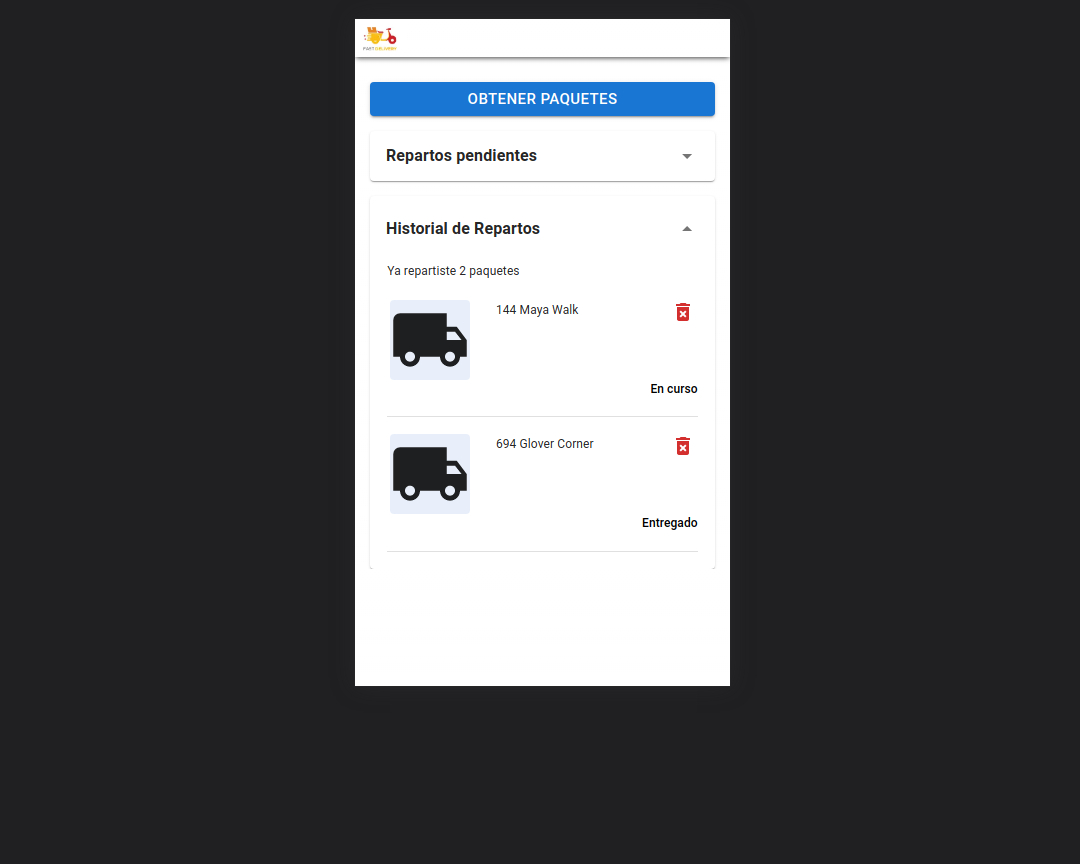 FAST DELIVERY
OBTENER PAQUETES
Repartos pendientes
Historial de Repartos
Ya repartiste 2 paquetes
144 Maya Walk
En curso
694 Glover Corner
Entregado